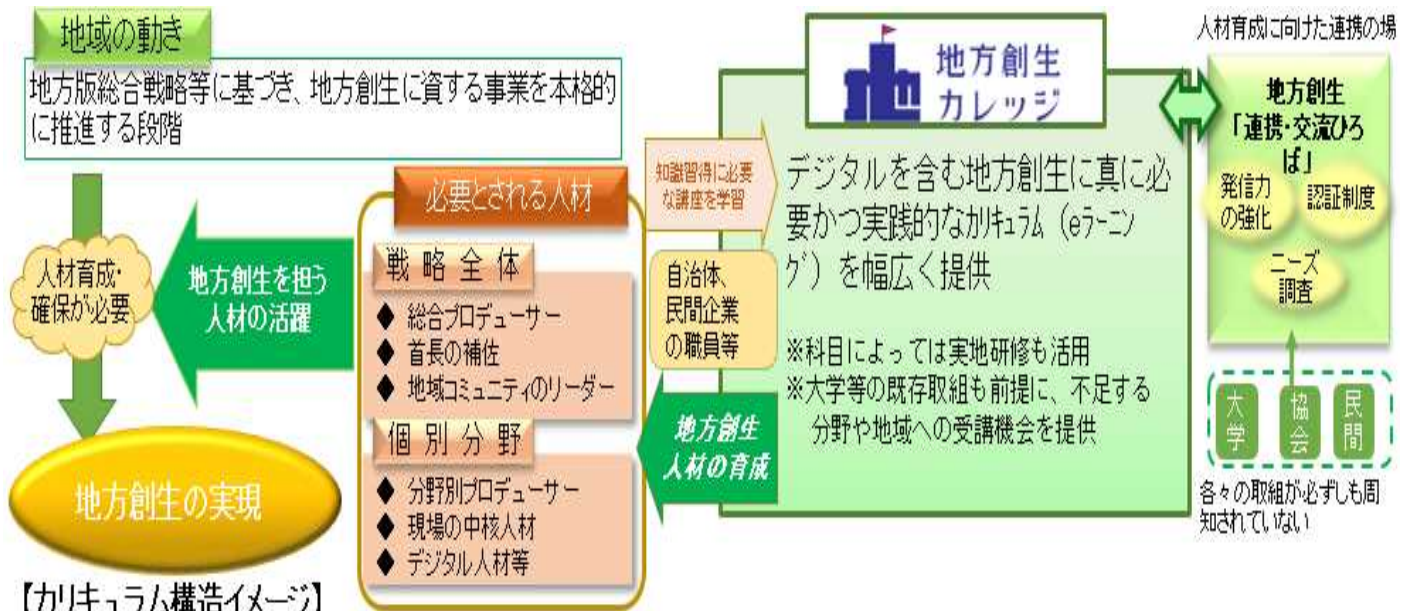 地域の動き
地方版総合戦略等に基づき、地方創生に資する事業を本格的
に推進する段階
人材育成・
確保が必要
地方創生の実現
地方創生を担う
人材の活躍
必要とされる人材
戦略全体
◆ 総合プロデューサー
◆ 首長の補佐
◆ 地域コミュニティのリーダー
個別分野
◆ 分野別プロデューサー
◆ 現場の中核人材
◆ デジタル人材等
知識習得に必要
な講座を学習
自治体、
民間企業
の職員等
地方創生
人材の育成
地方創生
カレッジ
デジタルを含む地方創生に真に必
要かつ実践的なカリキュラム（eラーニン
グ）を幅広く提供
※科目によっては実地研修も活用
※大学等の既存取組も前提に、不足する
分野や地域への受講機会を提供
人材育成に向けた連携の場
地方創生
「連携・交流ひろ
ば」
発信力
の強化
認証制度
ニーズ
調査
大学
協会
民間
各々の取組が必ずしも周
知されていない
【カリキュラム構造イメージ】